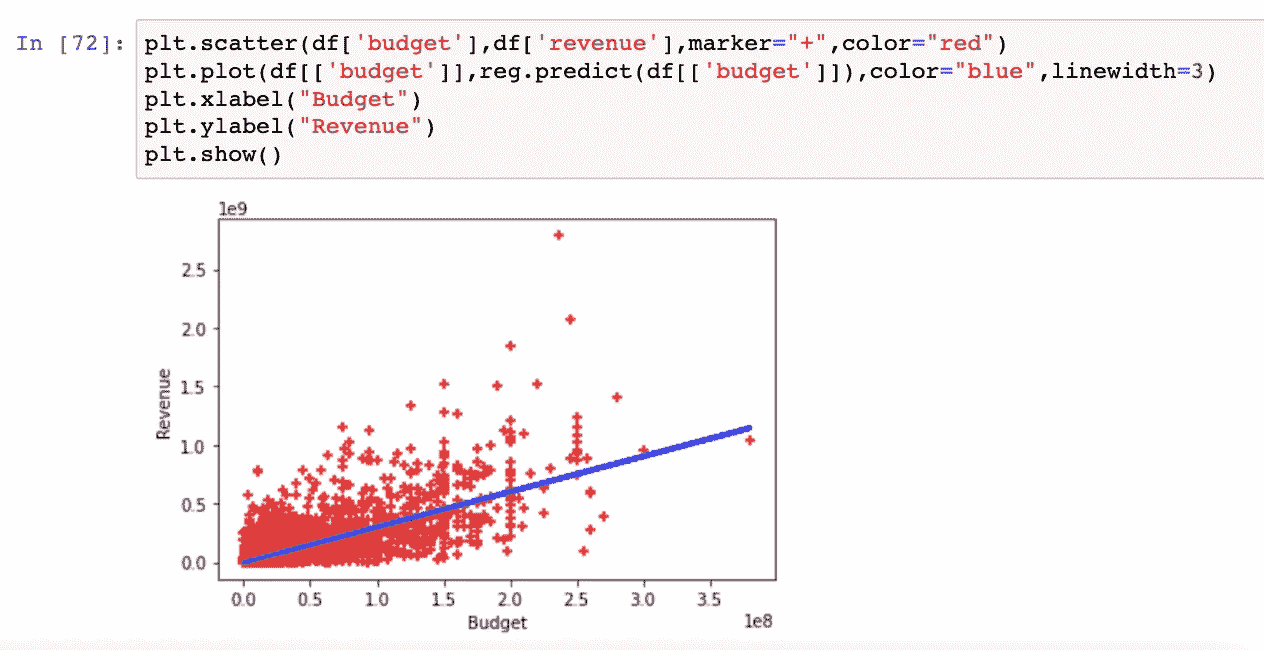 In [72]: plt.scatter(df['budget'],df['revenue'],marker="+",color="red")
plt.plot(df[['budget']],reg.predict(df[['budget']]),color="blue",linewidth=3)
plt.xlabel("Budget")
plt.ylabel("Revenue")
plt.show()
1e9
2.5
2.0
1.5
1.0
0.5
0.0
Revenue
0.0 0.5 1.0 1.5 2.0 2.5 3.0 3.5
Budget
1e8